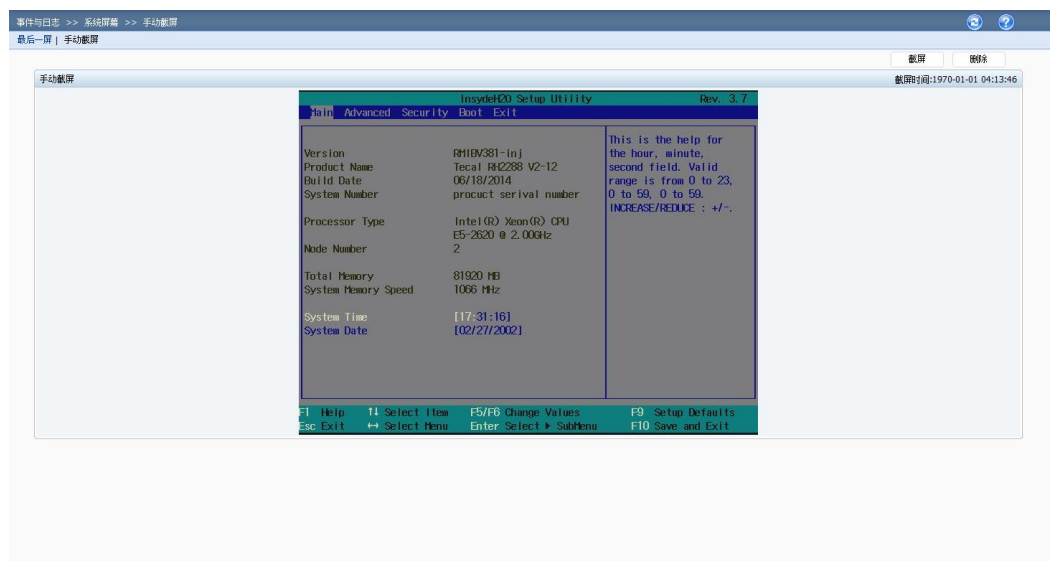 事件与日志 >> 系统屏幕 >> 手动截屏
最后一屏 | 手动截屏
截屏 删除
手动截屏 截屏时间:1970-01-01 04:13:46
InsydeH20 Setup Utility Rev. 3.7
Main Advanced Security Boot Exit
This is the help for
Version RMIBV381-inj the hour, minute,
Product Name Tecal RH2288 V2-12 second field. Valid
Build Date 06/18/2014 range is from 0 to 23,
System Number procuct serival number 0 to 59, 0 to 59.
INCREASE/REDUCE : +/-.
Processor Type Intel(R) Xeon(R) CPU
E5-2620 @ 2.00GHz
Node Number 2
Total Memory 81920 MB
System Memory Speed 1066 MHz
System Time [17:31:16]
System Date [02/27/2002]
F1 Help ↑↓ Select Item F5/F6 Change Values F9 Setup Defaults
Esc Exit ↔ Select Menu Enter Select ▶ SubMenu F10 Save and Exit